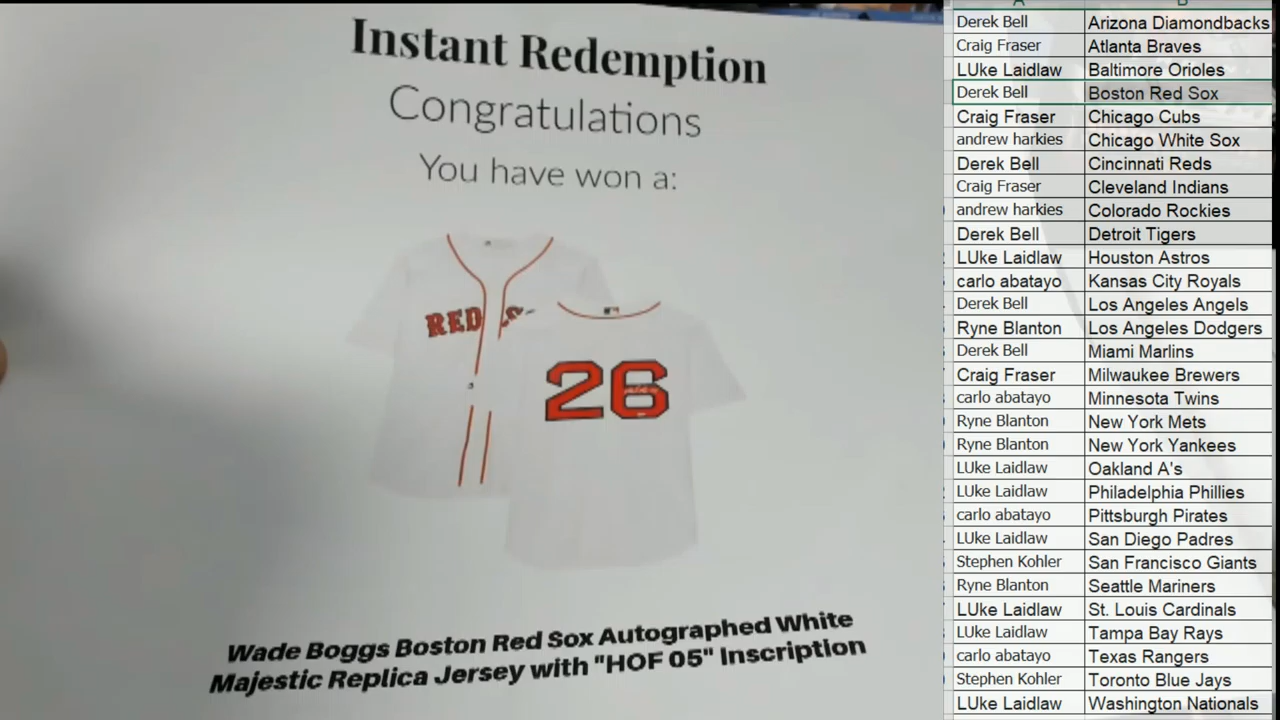 Instant Redemption
Congratulations
You have won a:
RED
26
Wade Boggs Boston Red Sox Autographed White
Majestic Replica Jersey with "HOF 05" Inscription
A B
Derek Bell Arizona Diamondbacks
Craig Fraser Atlanta Braves
LUke Laidlaw Baltimore Orioles
Derek Bell Boston Red Sox
Craig Fraser Chicago Cubs
andrew harkies Chicago White Sox
Derek Bell Cincinnati Reds
Craig Fraser Cleveland Indians
andrew harkies Colorado Rockies
Derek Bell Detroit Tigers
LUke Laidlaw Houston Astros
carlo abatayo Kansas City Royals
Derek Bell Los Angeles Angels
Ryne Blanton Los Angeles Dodgers
Derek Bell Miami Marlins
Craig Fraser Milwaukee Brewers
carlo abatayo Minnesota Twins
Ryne Blanton New York Mets
Ryne Blanton New York Yankees
LUke Laidlaw Oakland A's
LUke Laidlaw Philadelphia Phillies
carlo abatayo Pittsburgh Pirates
LUke Laidlaw San Diego Padres
Stephen Kohler San Francisco Giants
Ryne Blanton Seattle Mariners
LUke Laidlaw St. Louis Cardinals
LUke Laidlaw Tampa Bay Rays
carlo abatayo Texas Rangers
Stephen Kohler Toronto Blue Jays
LUke Laidlaw Washington Nationals